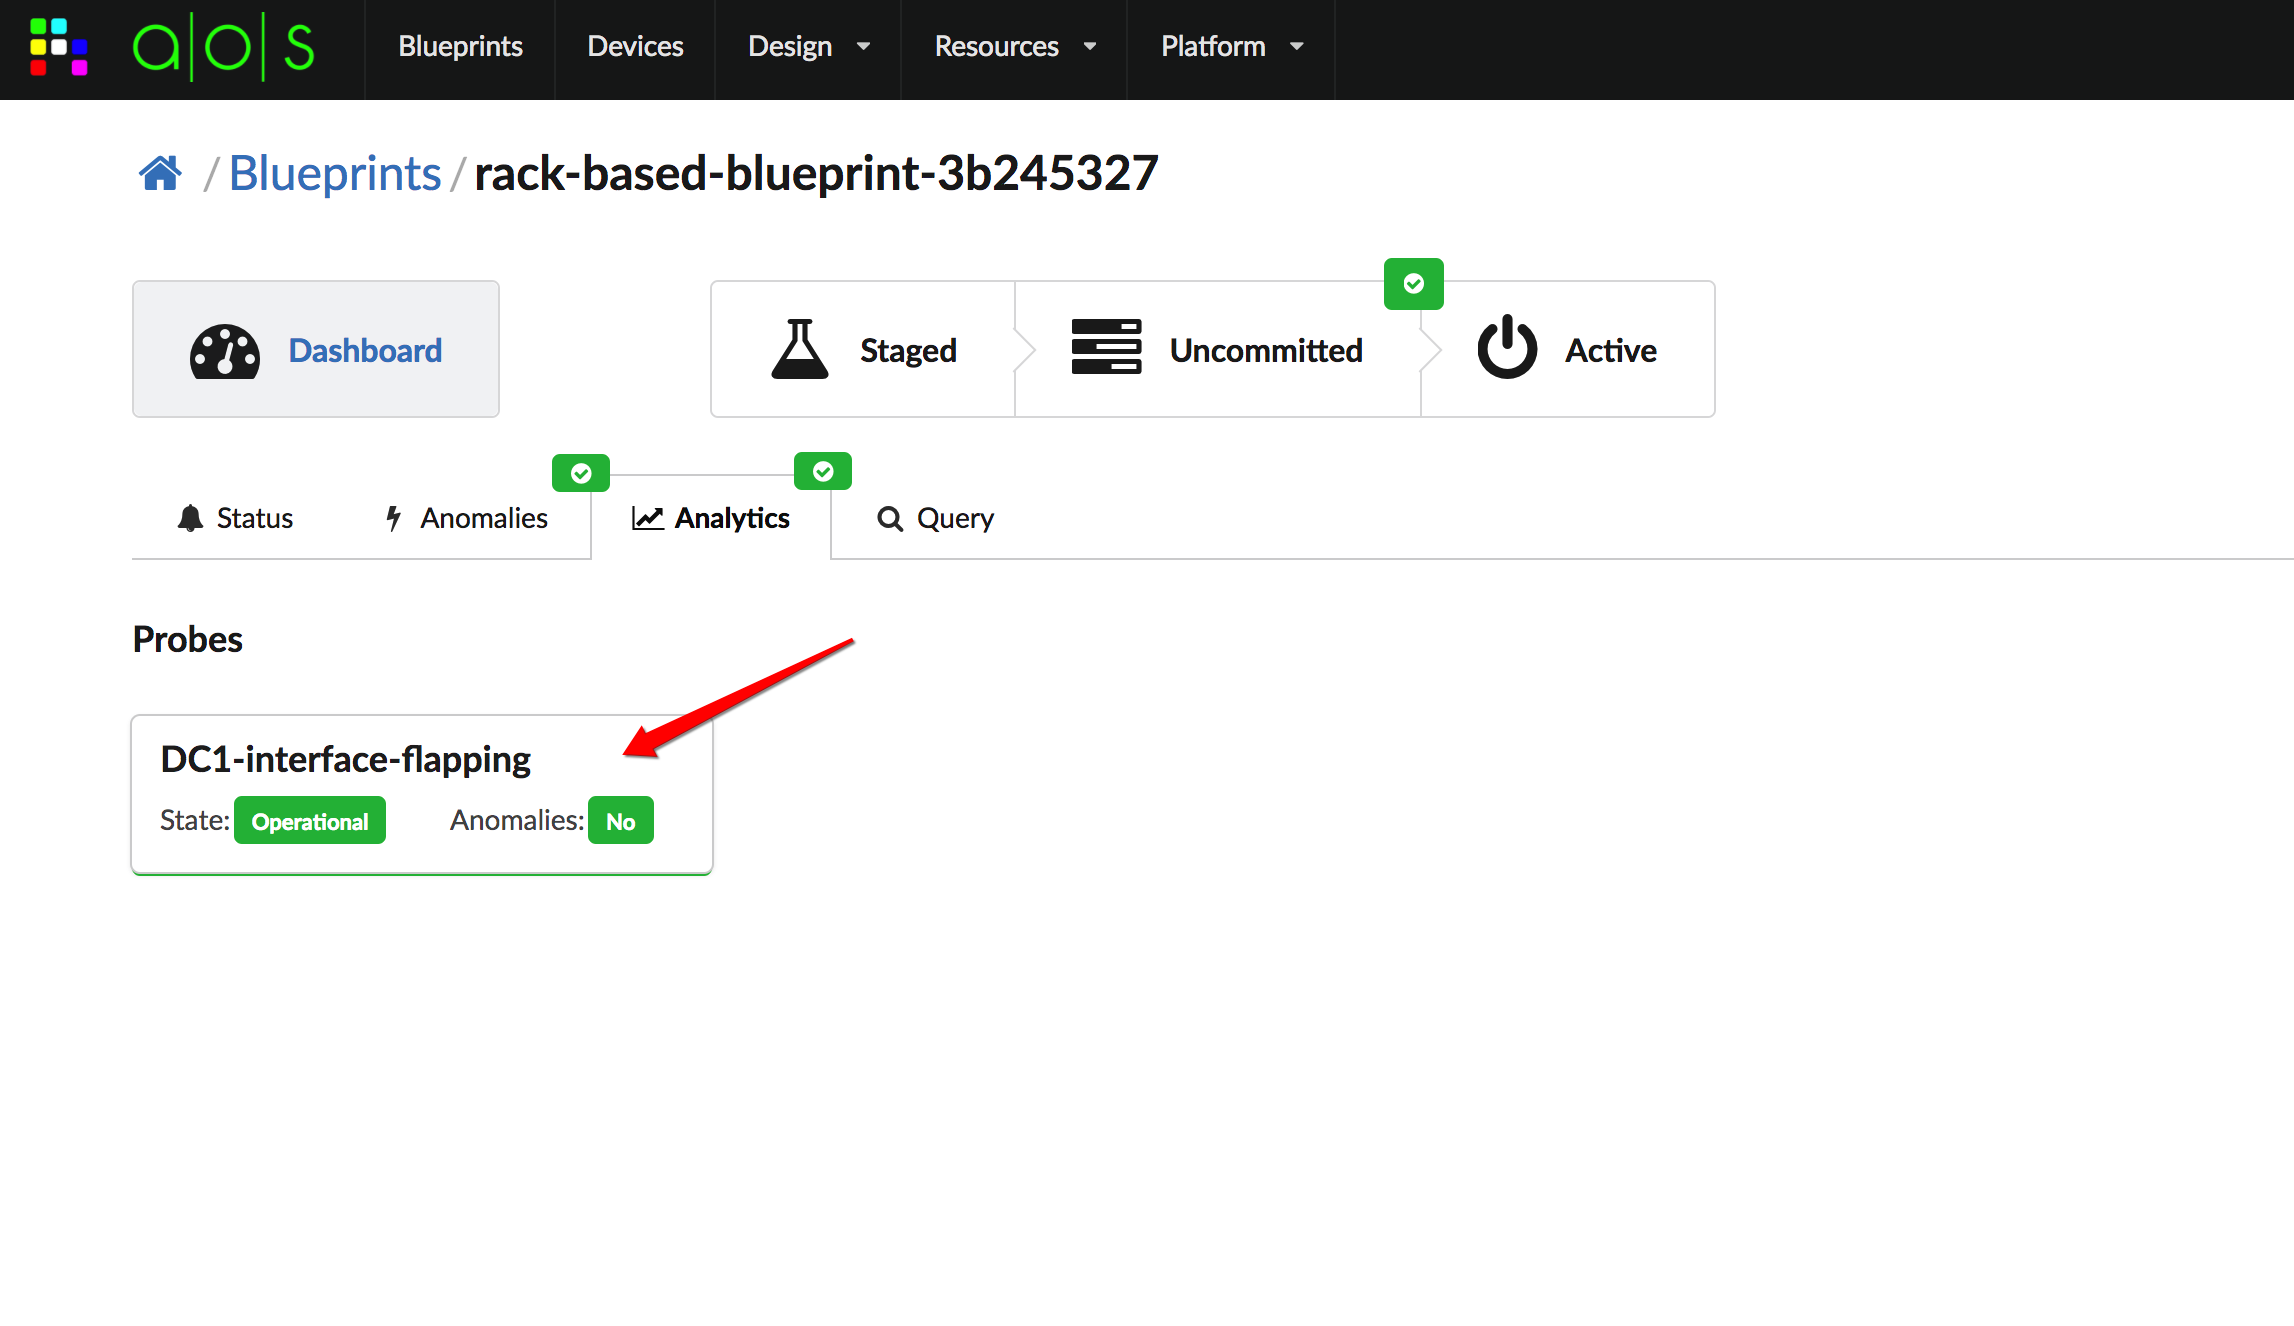 a|o|s Blueprints Devices Design Resources Platform
/ Blueprints / rack-based-blueprint-3b245327
Dashboard Staged Uncommitted Active
Status Anomalies Analytics Query
Probes
DC1-interface-flapping
State: Operational Anomalies: No